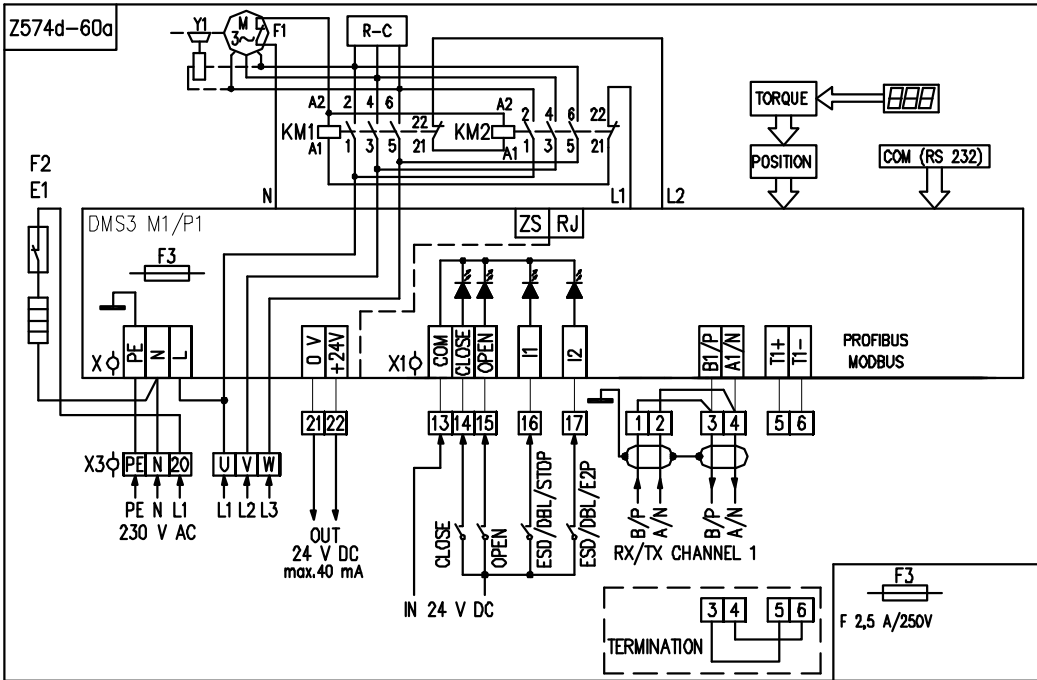 Z574d-60a
Y1
M
3~
F1
R-C
TORQUE
888
POSITION
COM (RS 232)
A2 2 4 6
22
KM1
A1 1 3 5
21
A2 2 4 6 22
KM2
A1 1 3 5 21
F2
E1
N
L1
L2
DMS3 M1/P1
ZS RJ
F3
X
PE
N
L
0 V
+24V
X1
COM
CLOSE
OPEN
I1
I2
B1/P
A1/N
T1+
T1-
PROFIBUS
MODBUS
21 22
13 14 15 16 17
1 2 3 4 5 6
X3
PE N 20
U V W
PE N L1
230 V AC
L1 L2 L3
OUT
24 V DC
max.40 mA
CLOSE
OPEN
ESD/DBL/STOP
ESD/DBL/E2P
IN 24 V DC
B/P
A/N
B/P
A/N
RX/TX CHANNEL 1
3 4 5 6
TERMINATION
F3
F 2,5 A/250V